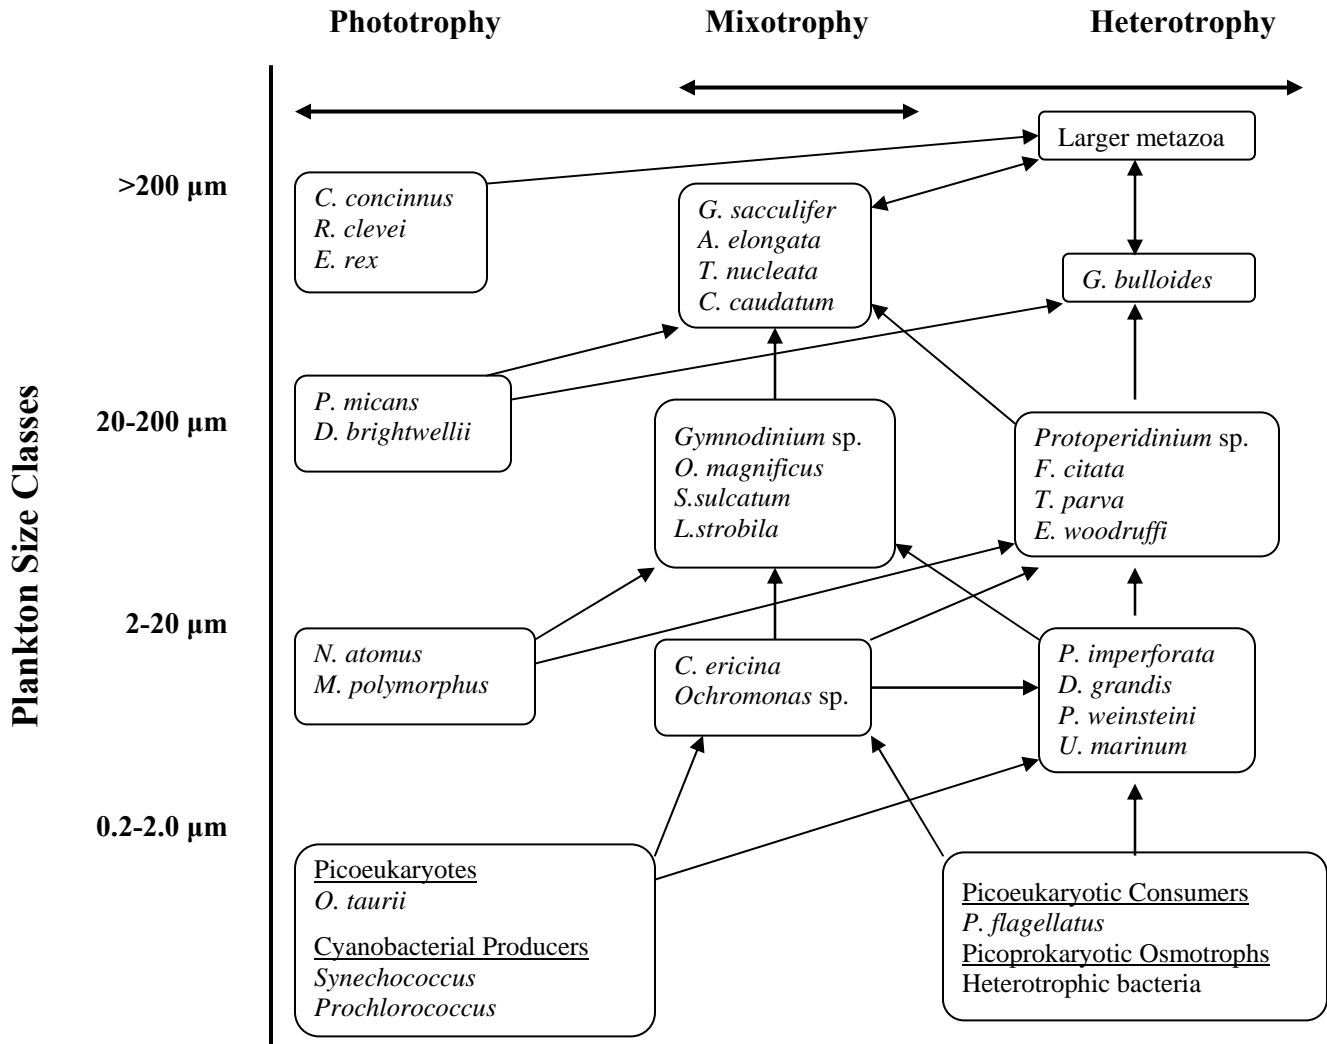 Phototrophy
Mixotrophy
Heterotrophy
Plankton Size Classes
>200 µm
C. concinnus
R. clevei
E. rex
G. sacculifer
A. elongata
T. nucleata
C. caudatum
Larger metazoa
G. bulloides
20-200 µm
P. micans
D. brightwellii
Gymnodinium sp.
O. magnificus
S.sulcatum
L.strobila
Protoperidinium sp.
F. citata
T. parva
E. woodruffi
2-20 µm
N. atomus
M. polymorphus
C. ericina
Ochromonas sp.
P. imperforata
D. grandis
P. weinsteini
U. marinum
0.2-2.0 µm
Picoeukaryotes
O. taurii
Cyanobacterial Producers
Synechococcus
Prochlorococcus
Picoeukaryotic Consumers
P. flagellatus
Picoprokaryotic Osmotrophs
Heterotrophic bacteria